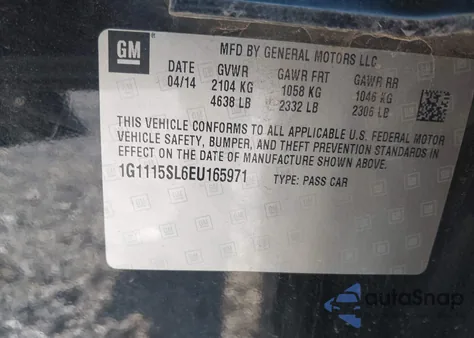 GM
MFD BY GENERAL MOTORS LLC
DATE GVWR GAWR FRT GAWR RR
04/14 2104 KG 1058 KG 1046 KG
4638 LB 2332 LB 2306 LB
THIS VEHICLE CONFORMS TO ALL APPLICABLE U.S. FEDERAL MOTOR
VEHICLE SAFETY, BUMPER, AND THEFT PREVENTION STANDARDS IN
EFFECT ON THE DATE OF MANUFACTURE SHOWN ABOVE.
1G1115SL6EU165971 TYPE: PASS CAR
autoSnap